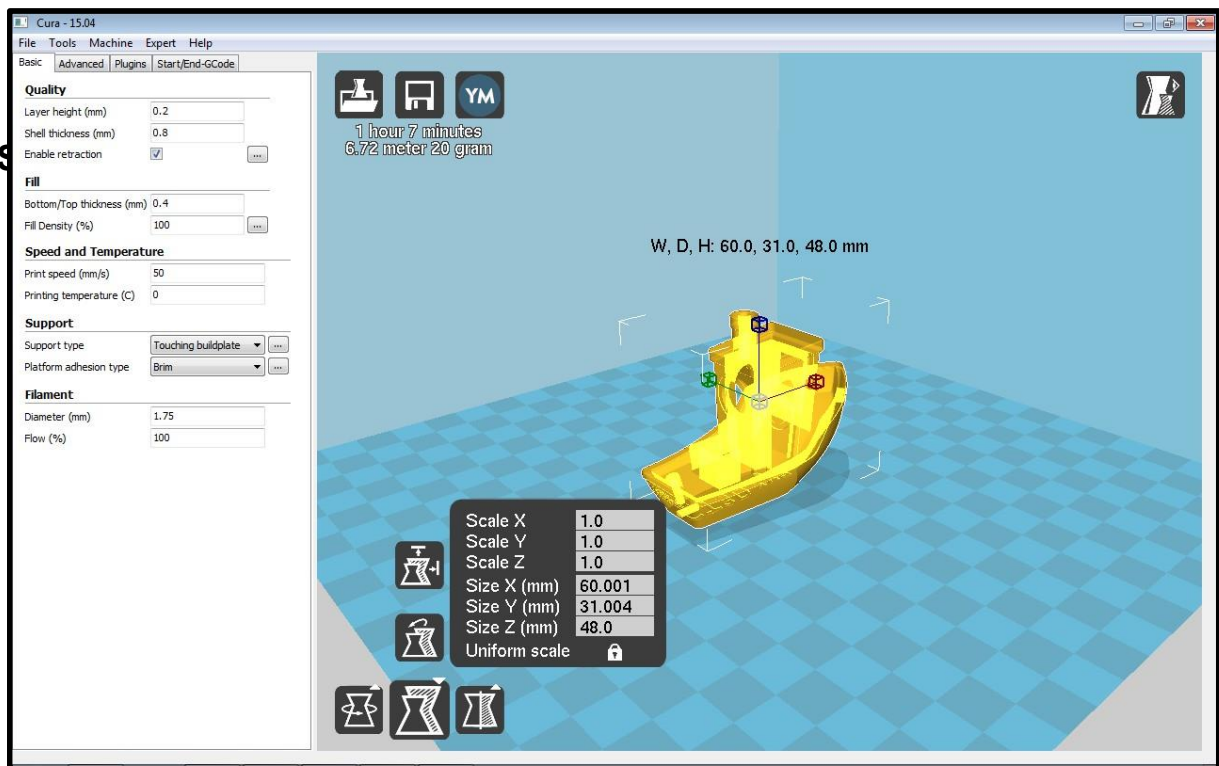 Cura - 15.04
File Tools Machine Expert Help
Basic Advanced Plugins Start/End-GCode
Quality
Layer height (mm) 0.2
Shell thickness (mm) 0.8
Enable retraction ...
s
Fill
Bottom/Top thickness (mm) 0.4
Fill Density (%) 100 ...
Speed and Temperature
Print speed (mm/s) 50
Printing temperature (C) 0
Support
Support type Touching buildplate ...
Platform adhesion type Brim ...
Filament
Diameter (mm) 1.75
Flow (%) 100
YM
1 hour 7 minutes
6.72 meter 20 gram
W, D, H: 60.0, 31.0, 48.0 mm
Scale X 1.0
Scale Y 1.0
Scale Z 1.0
Size X (mm) 60.001
Size Y (mm) 31.004
Size Z (mm) 48.0
Uniform scale